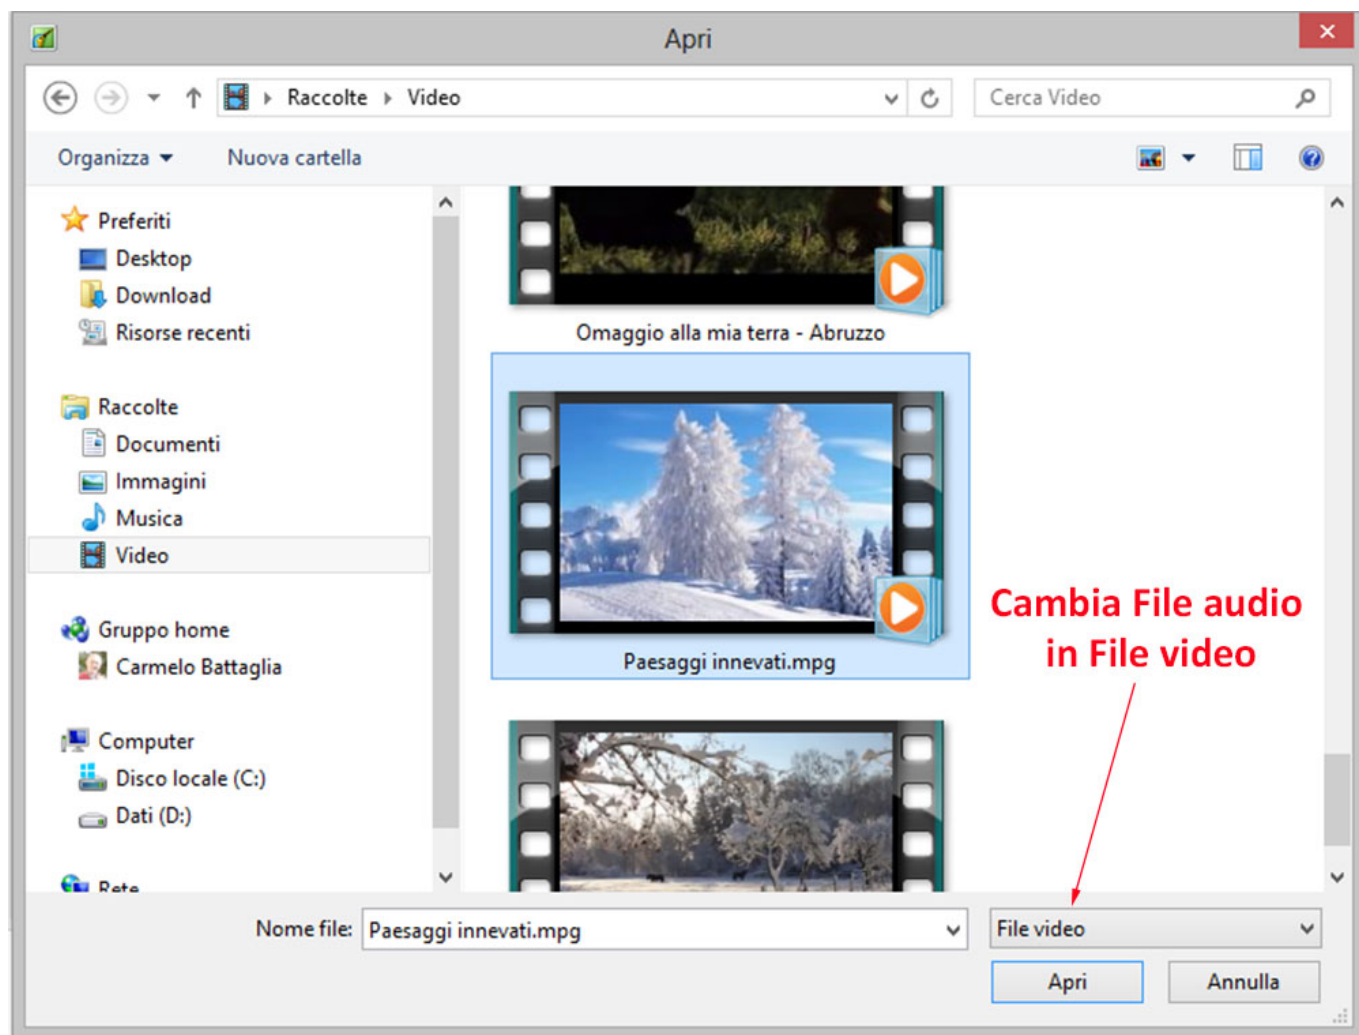 Apri
Raccolte Video
Cerca Video
Organizza
Nuova cartella
Preferiti
Desktop
Download
Risorse recenti
Raccolte
Documenti
Immagini
Musica
Video
Gruppo home
Carmelo Battaglia
Computer
Disco locale (C:)
Dati (D:)
Rete
Omaggio alla mia terra - Abruzzo
Paesaggi innevati.mpg
Cambia File audio
in File video
Nome file: Paesaggi innevati.mpg
File video
Apri
Annulla